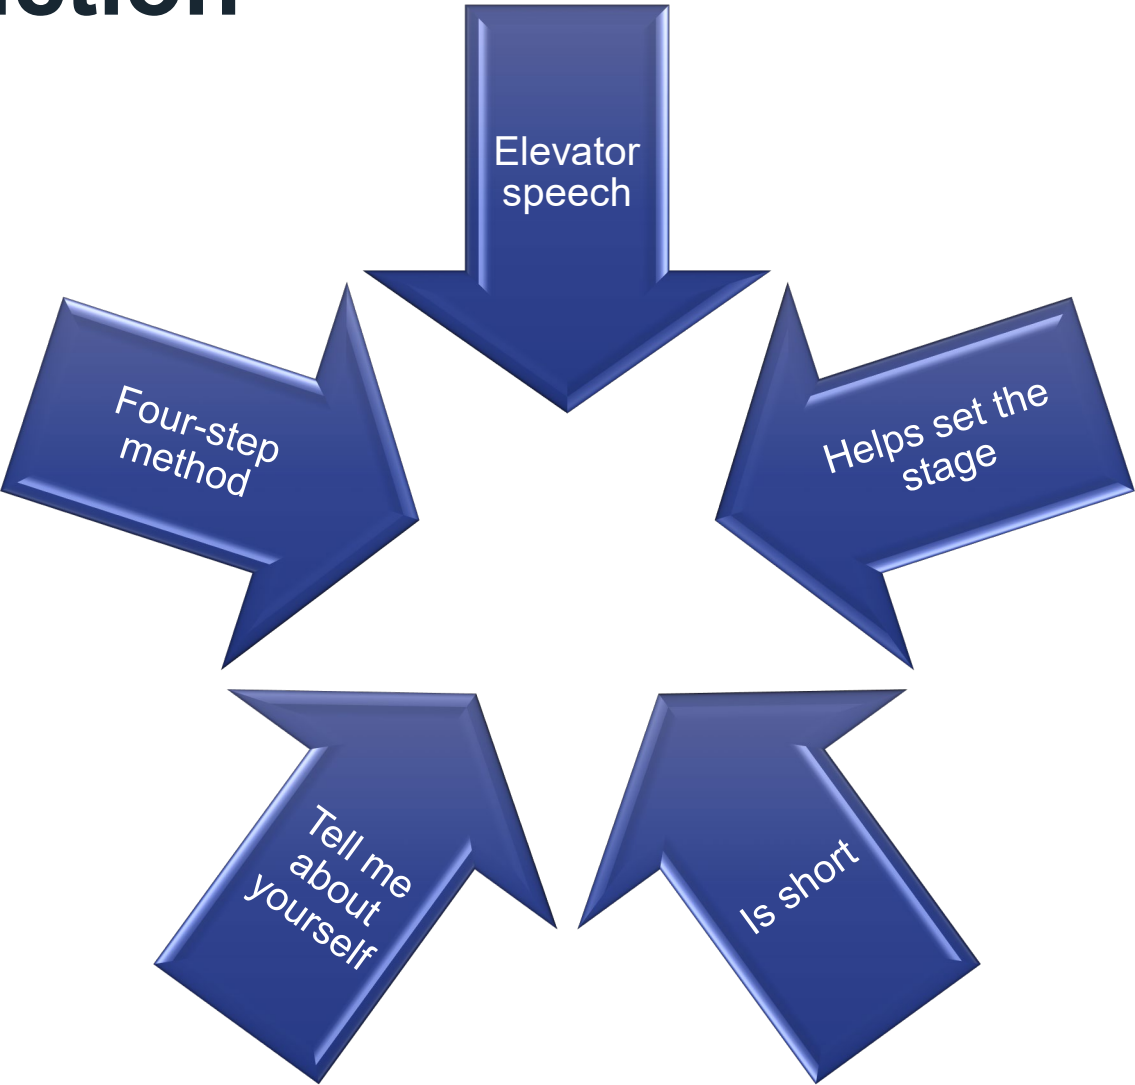 Elevator
speech
Helps set the
stage
Is short
Tell me
about
yourself
Four-step
method